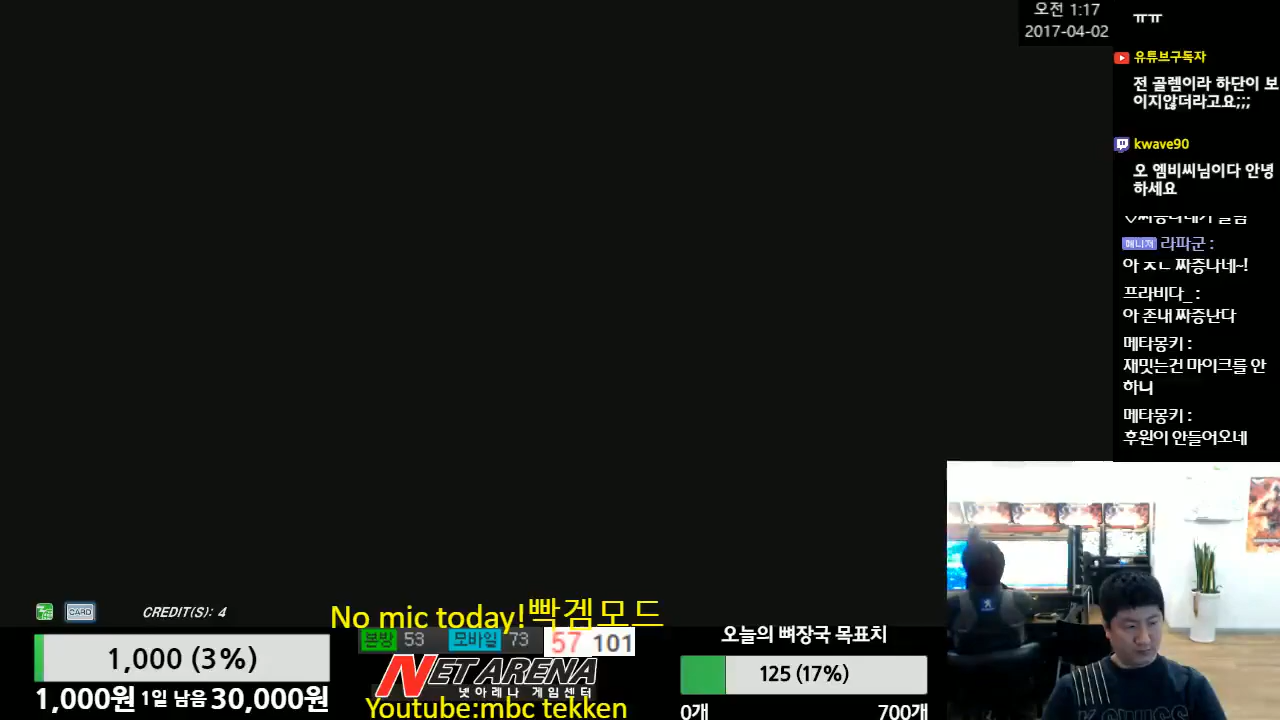 오전 1:17
2017-04-02
ㅠㅠ
유튜브구독자
전 골렘이라 하단이 보
이지않더라고요;;;
kwave90
오 엠비씨님이다 안녕
하세요
매니저 라파군 :
아 ㅈㄴ 짜증나네~!
프라비다_ :
아 존내 짜증난다
메타몽키 :
재밋는건 마이크를 안
하니
메타몽키 :
후원이 안들어오네
CARD
CREDIT(S): 4
No mic today!빡겜모드
본방 53 모바일 73 57 101
1,000 (3%)
1,000원 1일 남음 30,000원
NET ARENA
넷아레나 게임센터
Youtube:mbc tekken
오늘의 뼈장국 목표치
125 (17%)
0개 700개